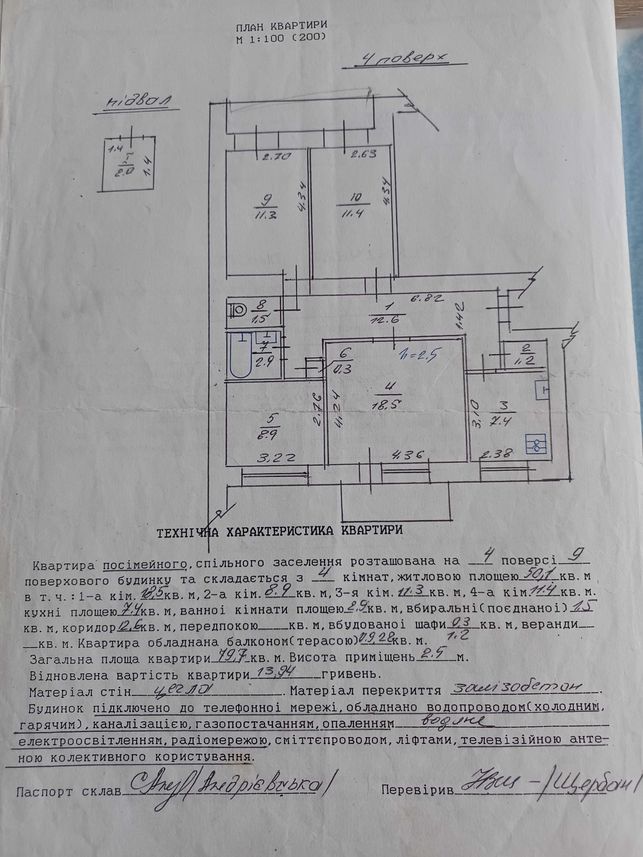 ПЛАН КВАРТИРИ
М 1:100 (200)
4 поверх
підвал
1.4
1.4
I
2.0
2.70
2.63
9
11.3
4.34
10
11.4
4.34
8
1.5
1
12.6
6.82
1.42
7
2.9
6
0.3
h=2.5
2
1.2
4
18.5
5
8.9
2.76
4.24
3.10
3
7.4
3.22
4.36
2.38
ТЕХНІЧНА ХАРАКТЕРИСТИКА КВАРТИРИ
Квартира посімейного, спільного заселення розташована на 4 поверсі 9
поверхового будинку та складається з 4 кімнат, житловою площею 50,1 кв. м
в т. ч.: 1-а кім. 18,5 кв. м, 2-а кім. 8.9 кв. м, 3-я кім. 11.3 кв. м, 4-а кім. 11.4 кв. м.
кухні площею 7.4 кв. м, ванної кімнати площею 2.9 кв. м, вбиральні(поєднаної) 1.5
кв. м, коридор 12.6 кв. м, передпокою кв. м, вбудованої шафи 0.3 кв. м, веранди
кв. м. Квартира обладнана балконом(терасою) кв. м. 1.2
Загальна площа квартири 79,7 кв. м. Висота приміщень 2.5 м.
Відновлена вартість квартири 13,94 гривень.
Матеріал стін цегла. Матеріал перекриття залізобетон.
Будинок підключено до телефонної мережі, обладнано водопроводом(холодним,
гарячим), каналізацією, газопостачанням, опаленням водяне
електроосвітленням, радіомережою, сміттєпроводом, ліфтами, телевізійною анте-
ною колективного користування.
Паспорт склав /Андрієвська/ Перевірив /Щербан/